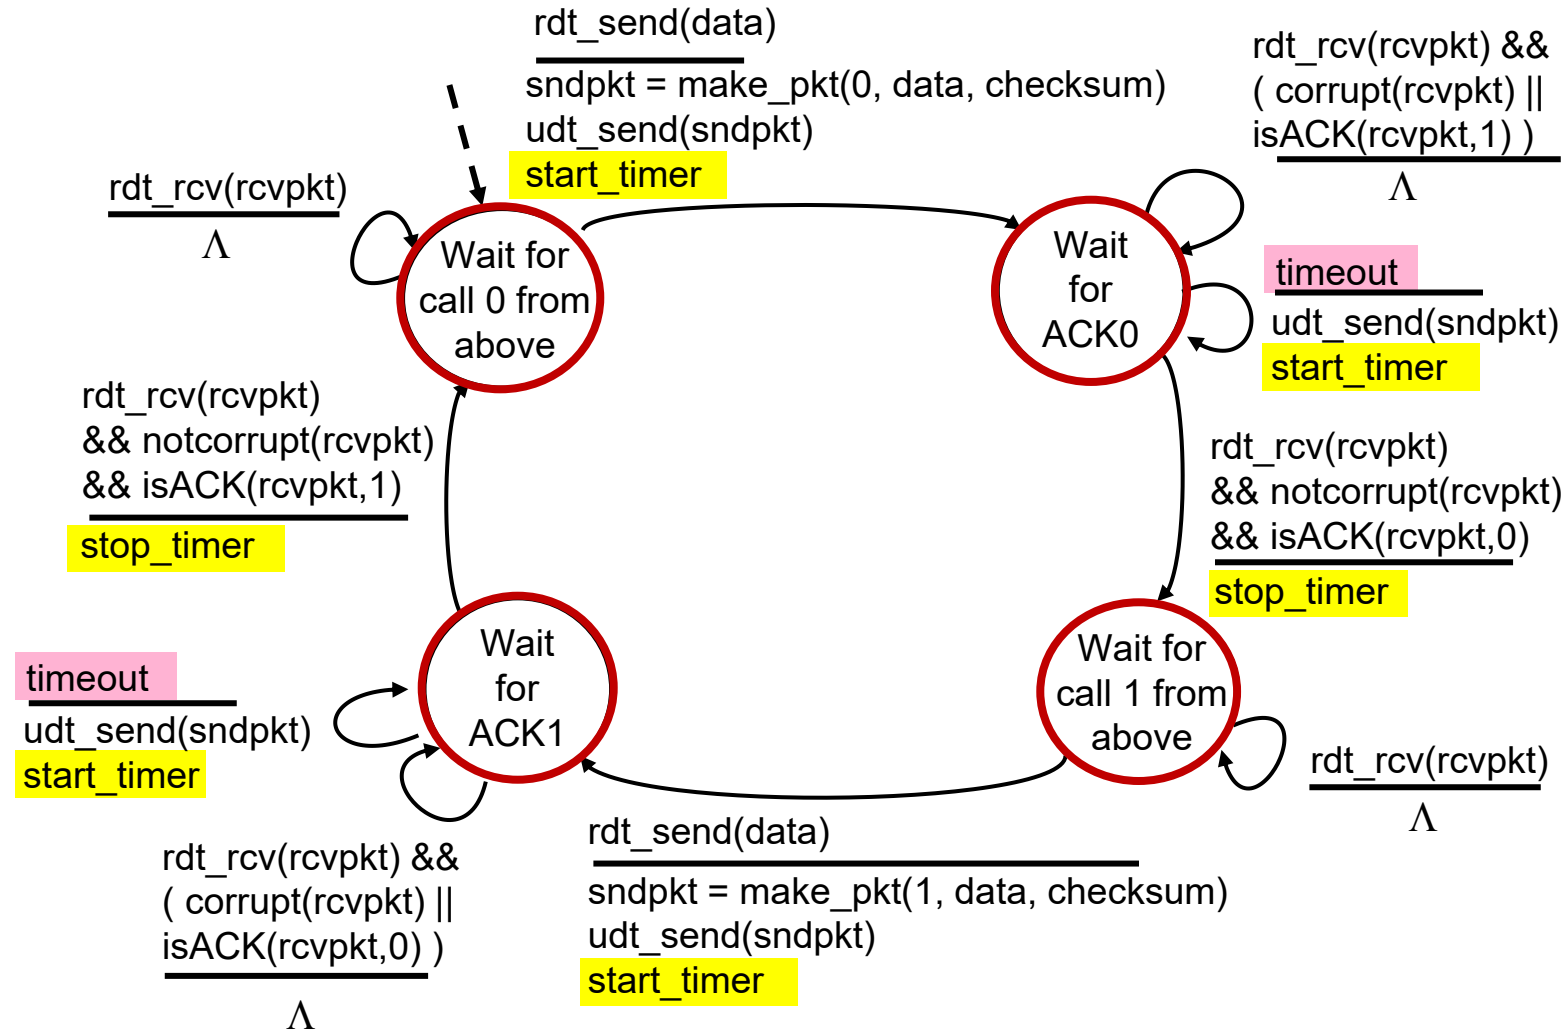 rdt_send(data)
sndpkt = make_pkt(0, data, checksum)
udt_send(sndpkt)
start_timer
rdt_rcv(rcvpkt) &&
( corrupt(rcvpkt) ||
isACK(rcvpkt,1) )
Λ
rdt_rcv(rcvpkt)
Λ
Wait for
call 0 from
above
Wait
for
ACK0
timeout
udt_send(sndpkt)
start_timer
rdt_rcv(rcvpkt)
&& notcorrupt(rcvpkt)
&& isACK(rcvpkt,1)
stop_timer
rdt_rcv(rcvpkt)
&& notcorrupt(rcvpkt)
&& isACK(rcvpkt,0)
stop_timer
Wait
for
ACK1
Wait for
call 1 from
above
timeout
udt_send(sndpkt)
start_timer
rdt_rcv(rcvpkt)
Λ
rdt_rcv(rcvpkt) &&
( corrupt(rcvpkt) ||
isACK(rcvpkt,0) )
Λ
rdt_send(data)
sndpkt = make_pkt(1, data, checksum)
udt_send(sndpkt)
start_timer